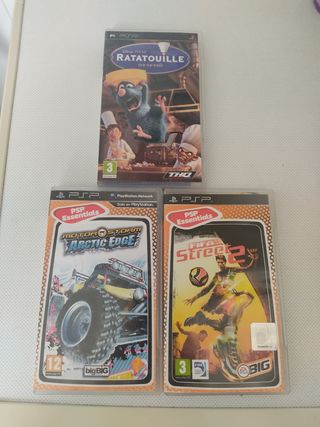 PSP
DISNEY · PIXAR
RATATOUILLE
3
THQ
PSP
PlayStation Network
PSP Essentials
MOTORSTORM
ARCTIC EDGE
12
bigBIG
PSP
PSP Essentials
FIFA
Street 2
3
EA
BIG